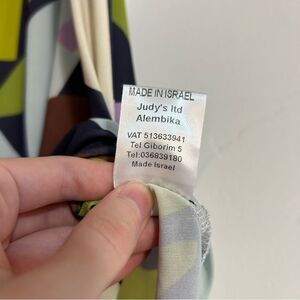 MADE IN ISRAEL
Judy's ltd
Alembika
VAT 513633941
Tel Giborim 5
Tel:036839180
Made Israel